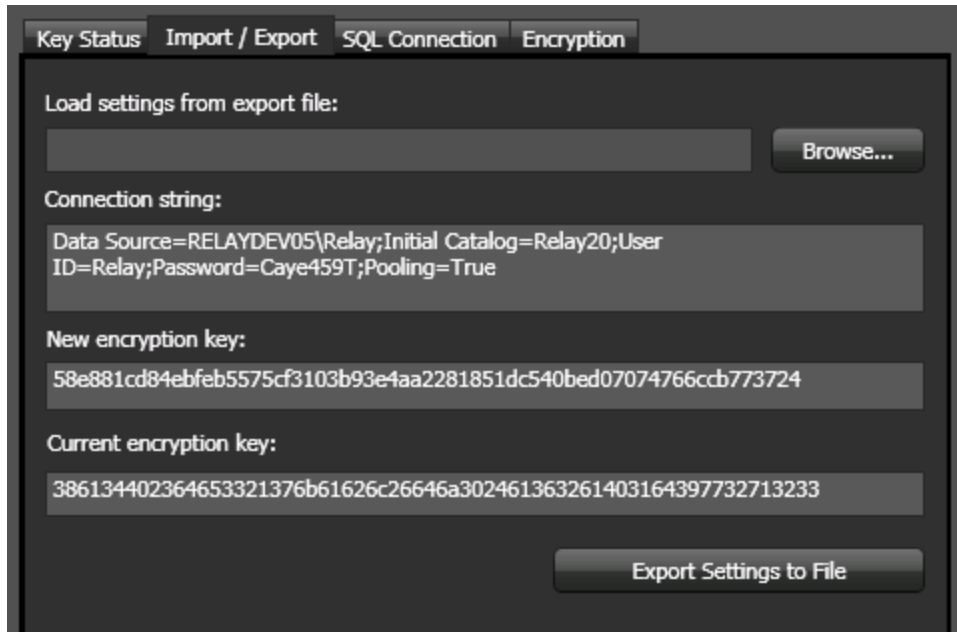 Key Status Import / Export SQL Connection Encryption
Load settings from export file:
Browse...
Connection string:
Data Source=RELAYDEV05\Relay;Initial Catalog=Relay20;User
ID=Relay;Password=Caye459T;Pooling=True
New encryption key:
58e881cd84ebfeb5575cf3103b93e4aa2281851dc540bed07074766ccb773724
Current encryption key:
386134402364653321376b61626c26646a302461363261403164397732713233
Export Settings to File